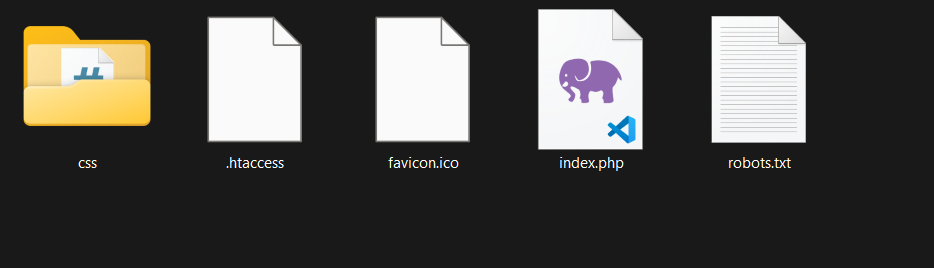 css
.htaccess
favicon.ico
index.php
robots.txt